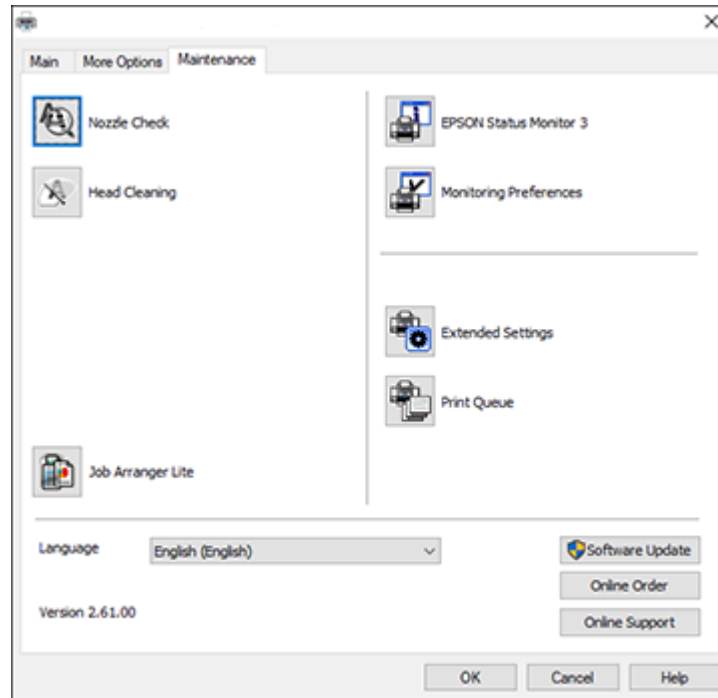 Main
More Options
Maintenance
Nozzle Check
EPSON Status Monitor 3
Head Cleaning
Monitoring Preferences
Extended Settings
Print Queue
Job Arranger Lite
Language
English (English)
Software Update
Online Order
Version 2.61.00
Online Support
OK
Cancel
Help